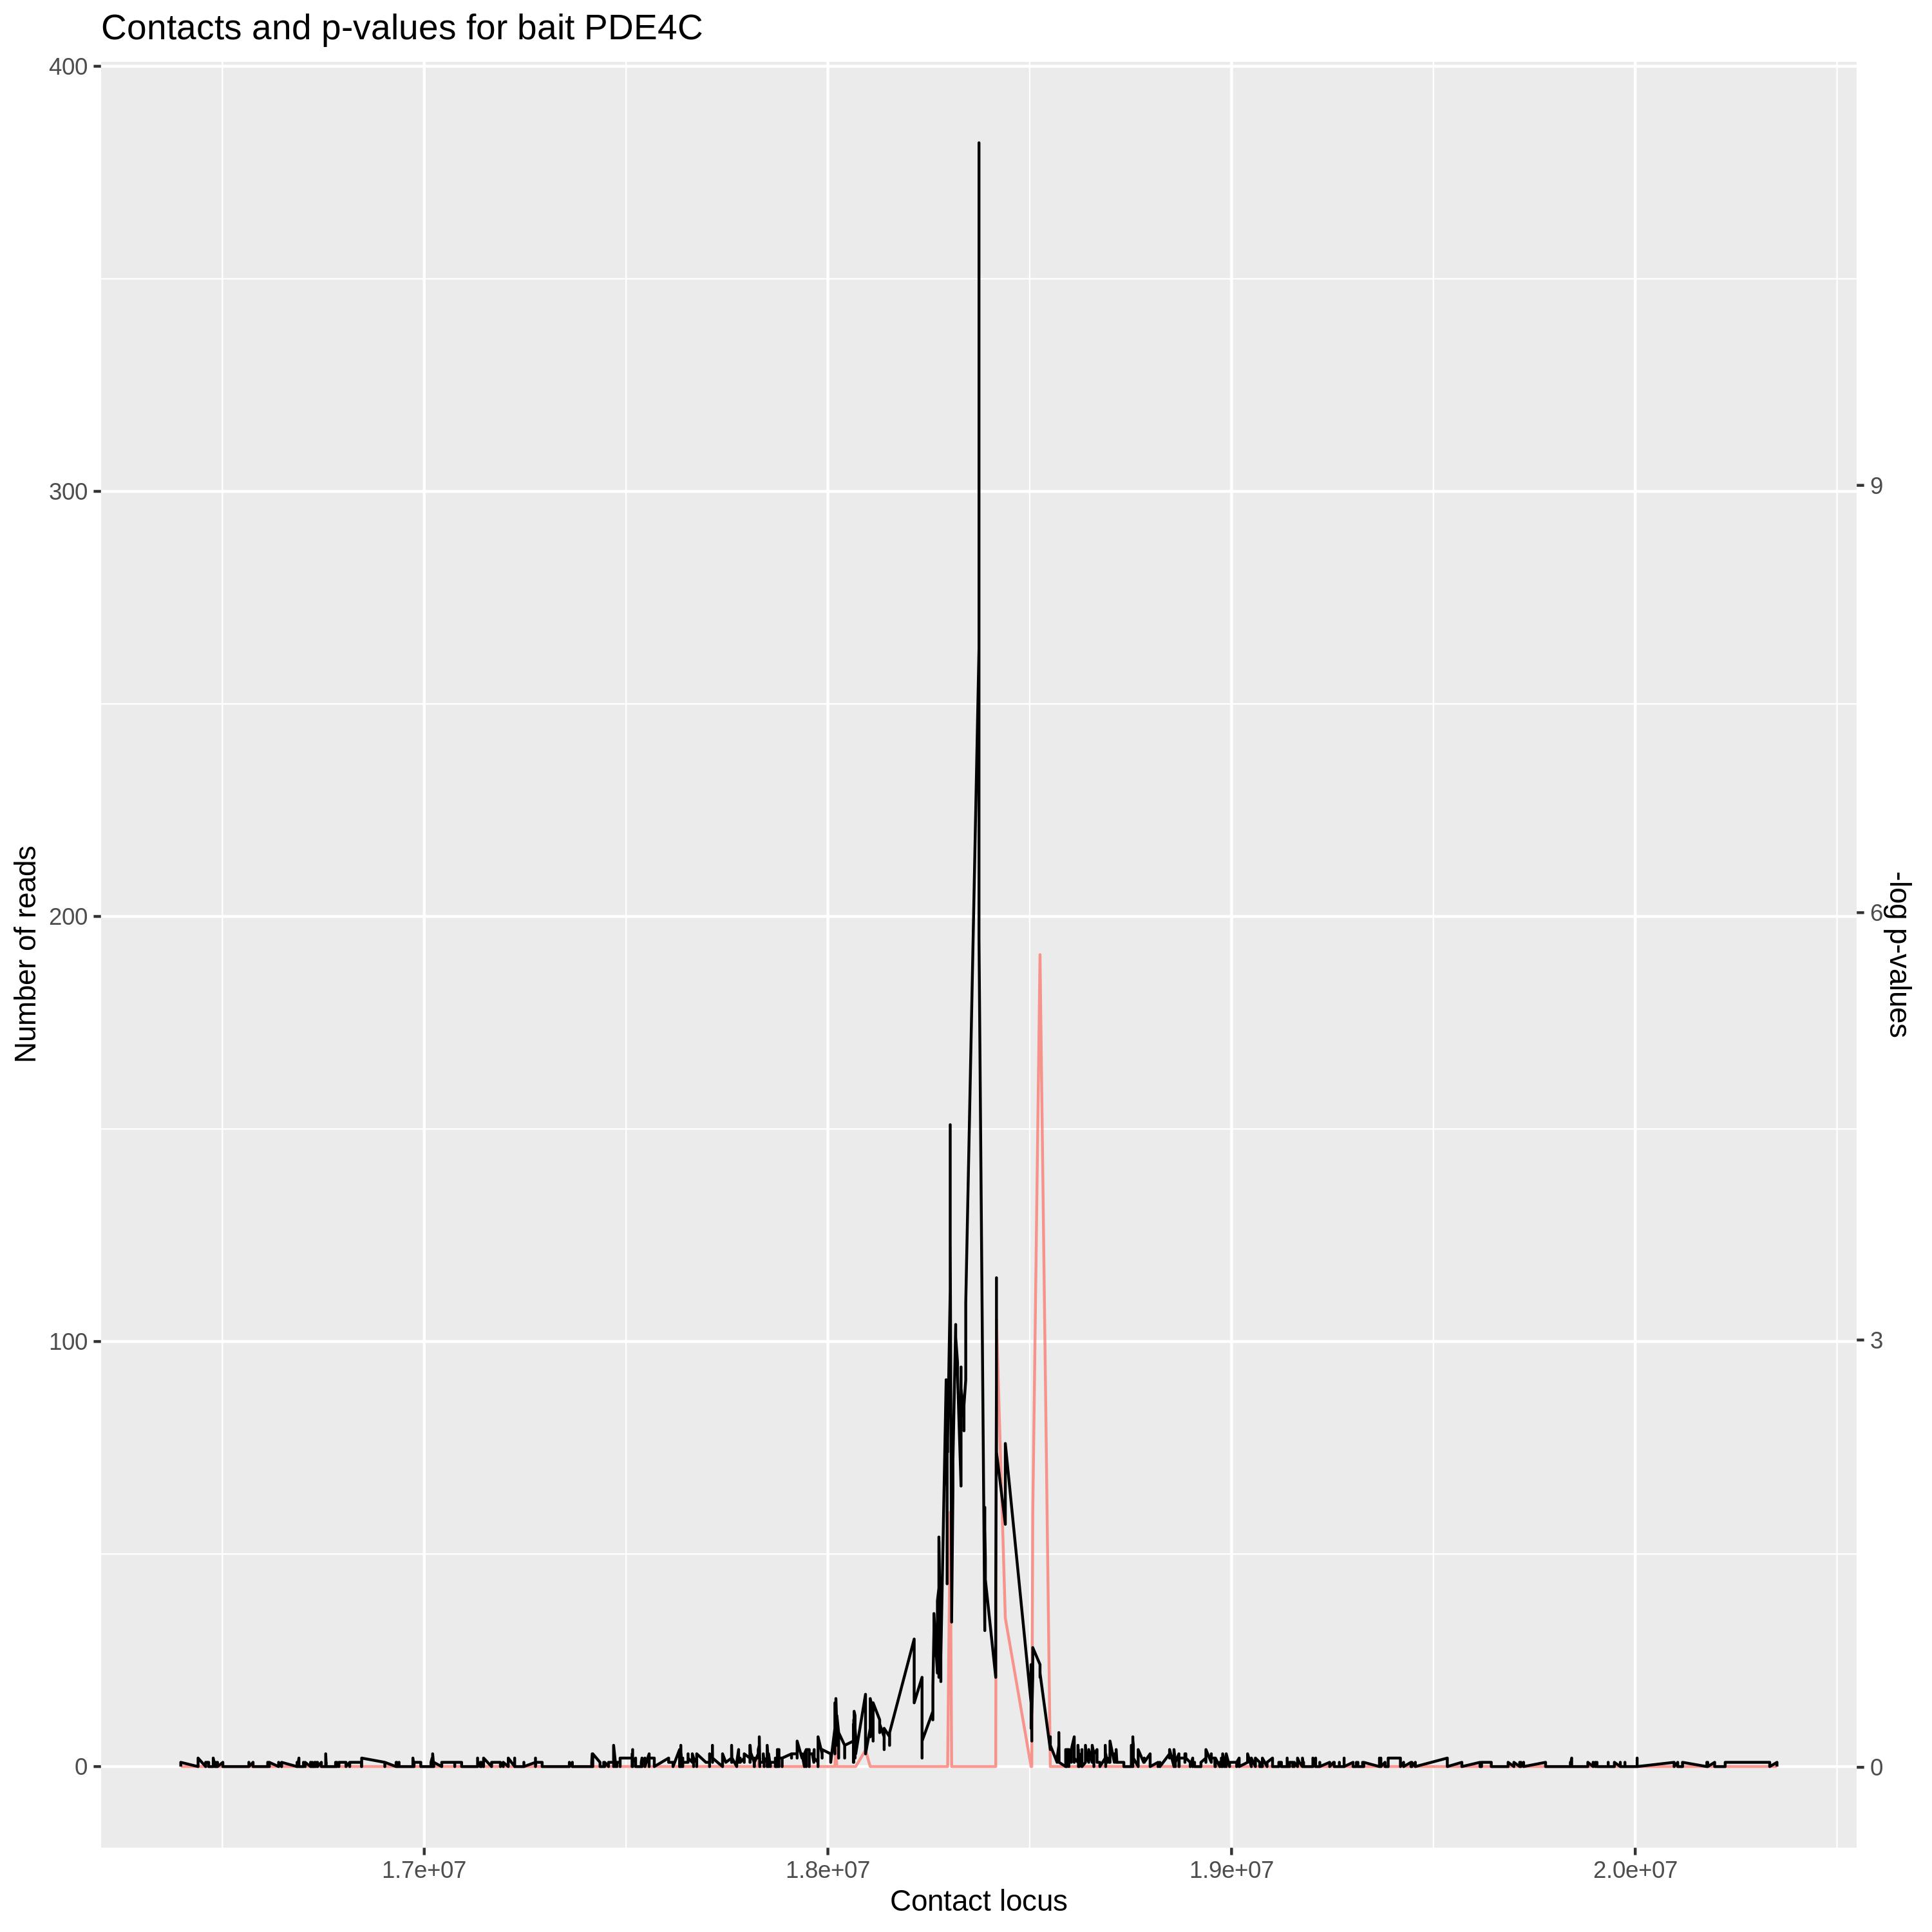 Contacts and p-values for bait PDE4C
400
300
200
100
0
Number of reads
9
6
3
0
-log p-values
1.7e+07
1.8e+07
1.9e+07
2.0e+07
Contact locus